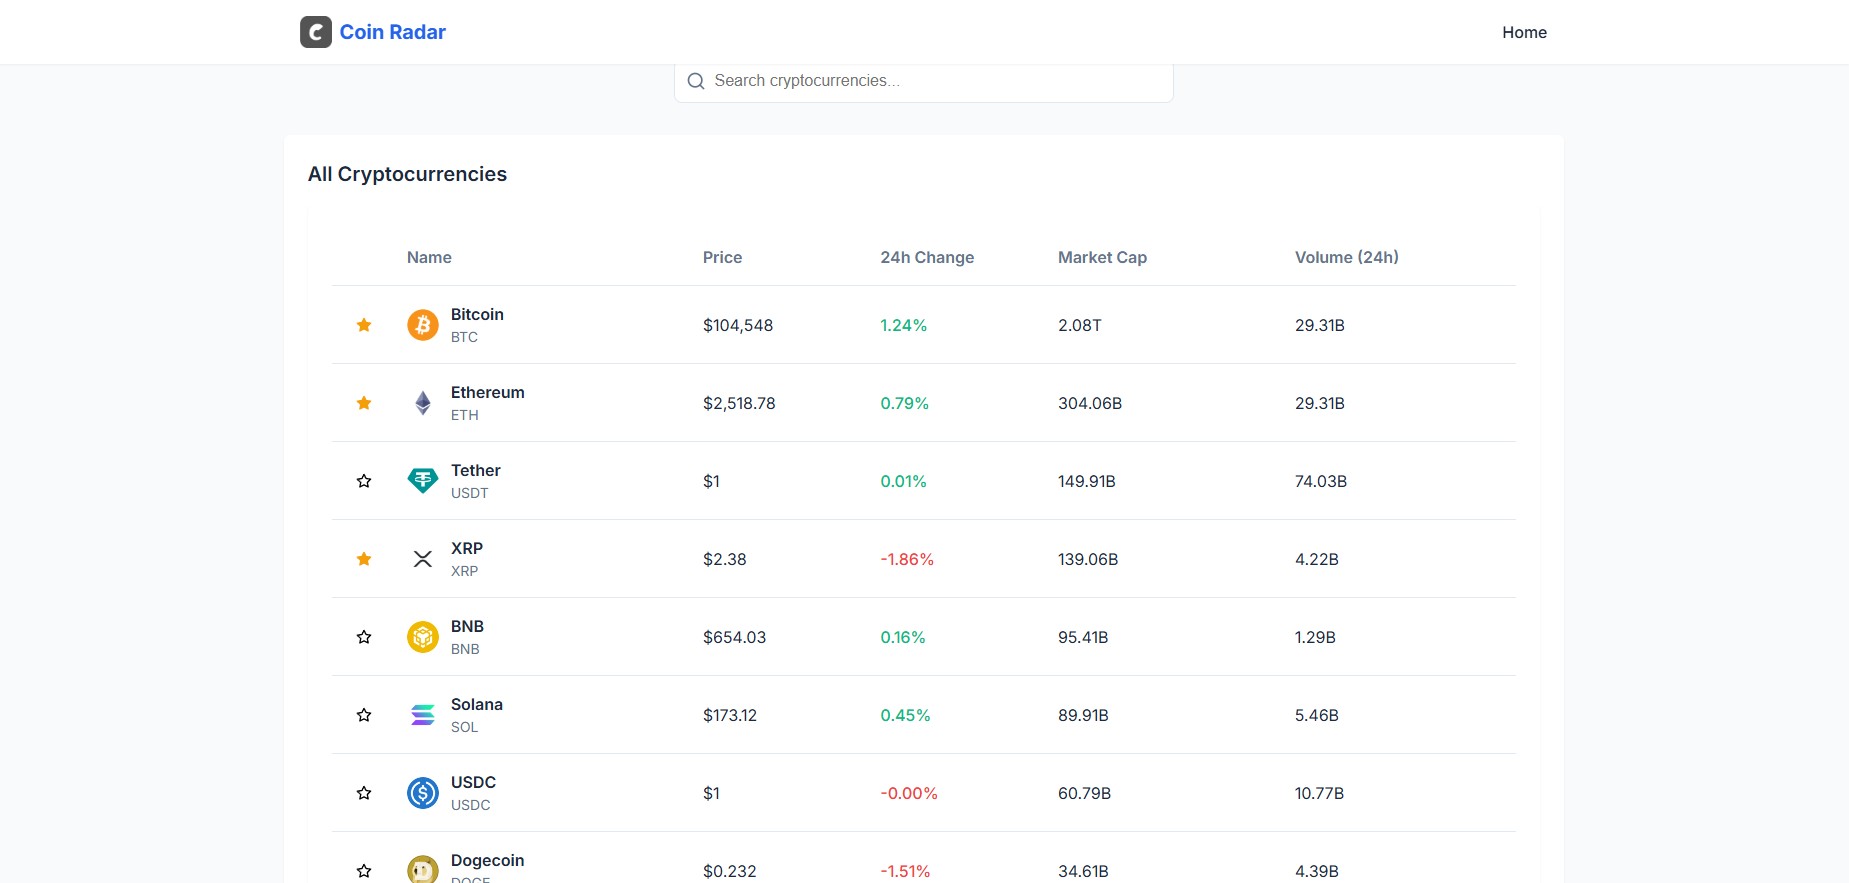 Coin Radar
Home
Search cryptocurrencies...
All Cryptocurrencies
Name Price 24h Change Market Cap Volume (24h)
Bitcoin
BTC
$104,548 1.24% 2.08T 29.31B
Ethereum
ETH
$2,518.78 0.79% 304.06B 29.31B
Tether
USDT
$1 0.01% 149.91B 74.03B
XRP
XRP
$2.38 -1.86% 139.06B 4.22B
BNB
BNB
$654.03 0.16% 95.41B 1.29B
Solana
SOL
$173.12 0.45% 89.91B 5.46B
USDC
USDC
$1 -0.00% 60.79B 10.77B
Dogecoin
DOGE
$0.232 -1.51% 34.61B 4.39B